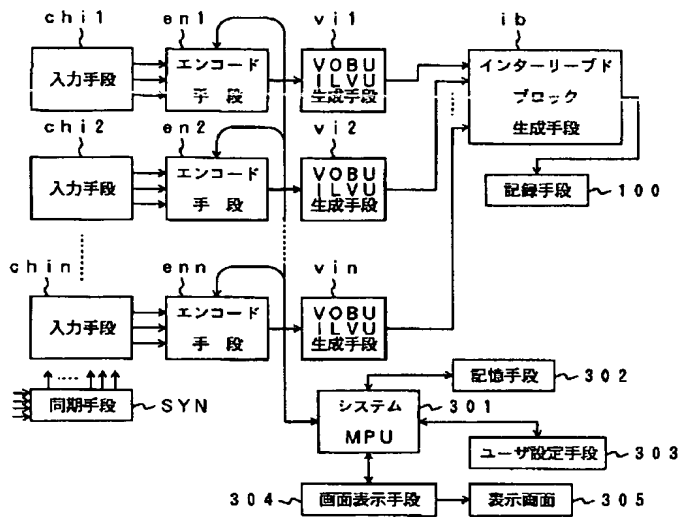 chi1
en1
vi1
ib
入力手段
エンコード
手段
VOBU
ILVU
生成手段
インターリーブド
ブロック
生成手段
chi2
en2
vi2
入力手段
エンコード
手段
VOBU
ILVU
生成手段
記録手段
100
chin
enn
vin
入力手段
エンコード
手段
VOBU
ILVU
生成手段
同期手段
SYN
システム
MPU
301
記憶手段
302
ユーザ設定手段
303
304
画面表示手段
表示画面
305